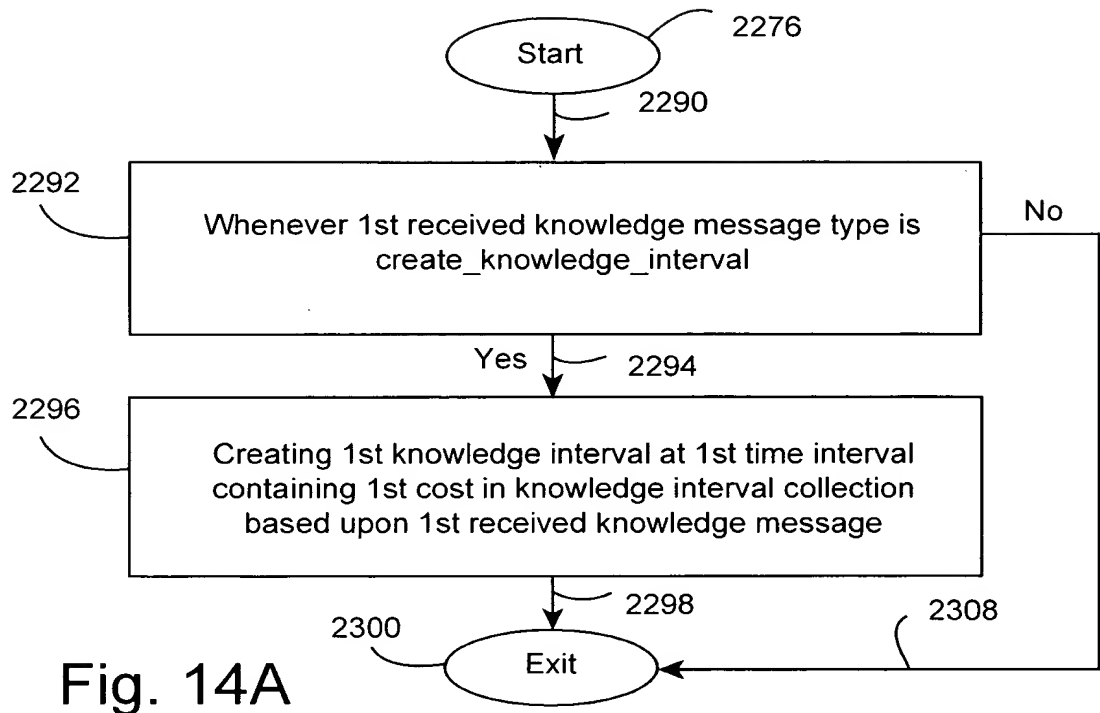 2276
Start
2290
2292
Whenever 1st received knowledge message type is
create_knowledge_interval
No
Yes
2294
2296
Creating 1st knowledge interval at 1st time interval
containing 1st cost in knowledge interval collection
based upon 1st received knowledge message
2298
2300
2308
Exit
Fig. 14A